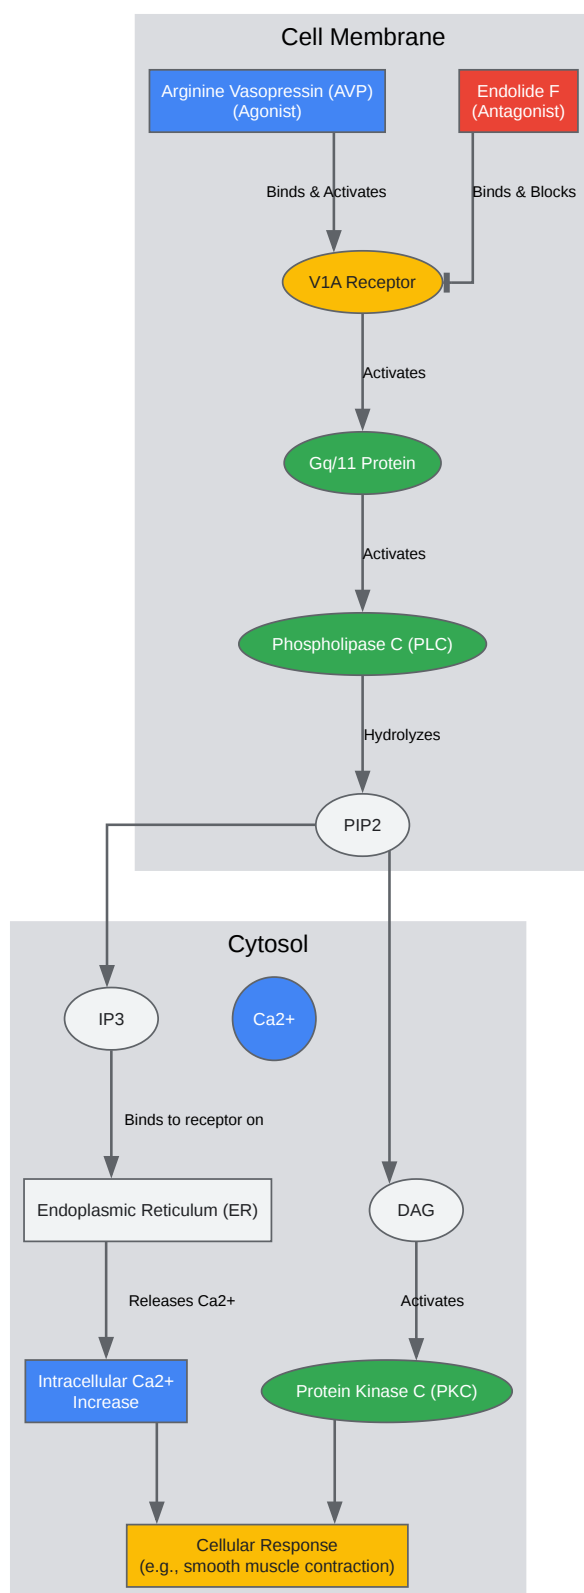 Cell Membrane
Arginine Vasopressin (AVP)
(Agonist)
Endolide F
(Antagonist)
Binds & Activates
Binds & Blocks
V1A Receptor
Activates
Gq/11 Protein
Activates
Phospholipase C (PLC)
Hydrolyzes
PIP2
Cytosol
IP3
Ca2+
Binds to receptor on
Endoplasmic Reticulum (ER)
DAG
Releases Ca2+
Activates
Intracellular Ca2+
Increase
Protein Kinase C (PKC)
Cellular Response
(e.g., smooth muscle contraction)